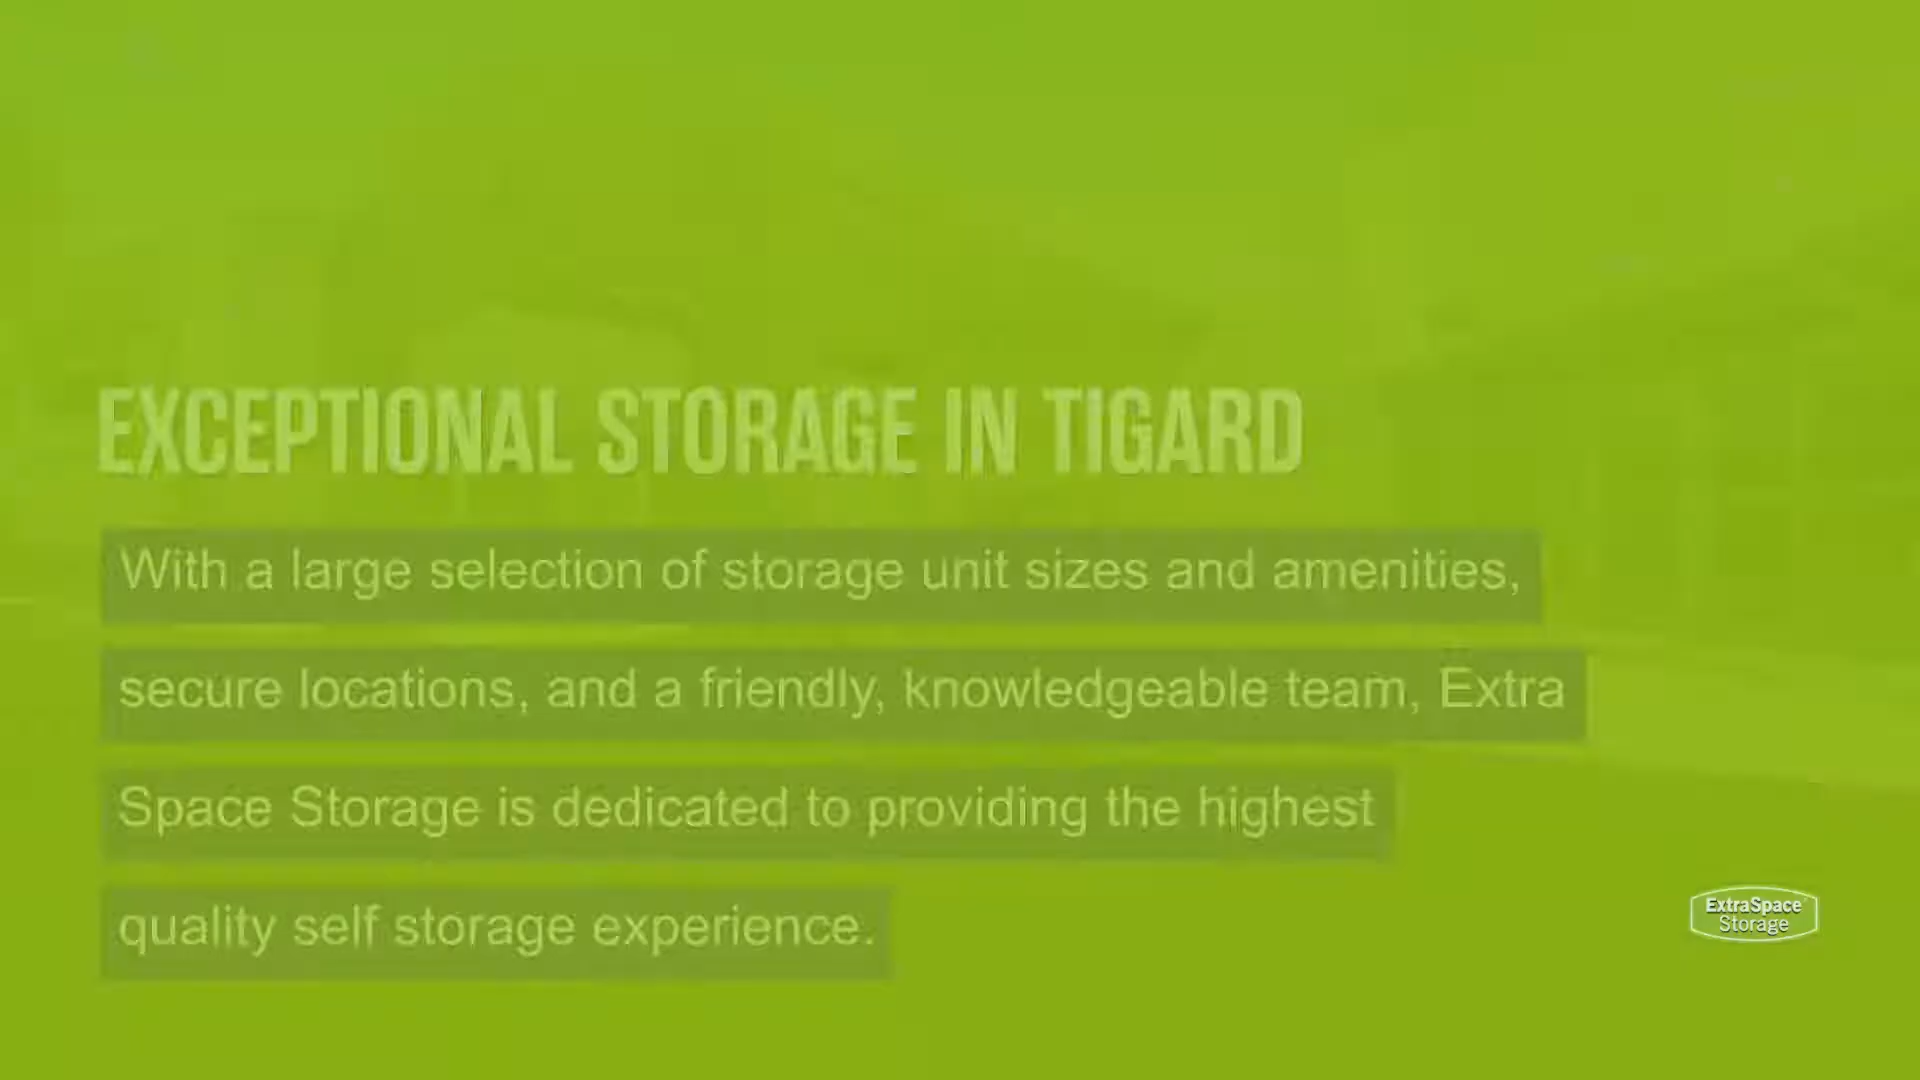 EXCEPTIONAL STORAGE IN TIGARD
With a large selection of storage unit sizes and amenities,
secure locations, and a friendly, knowledgeable team, Extra
Space Storage is dedicated to providing the highest
quality self storage experience.
ExtraSpace
Storage